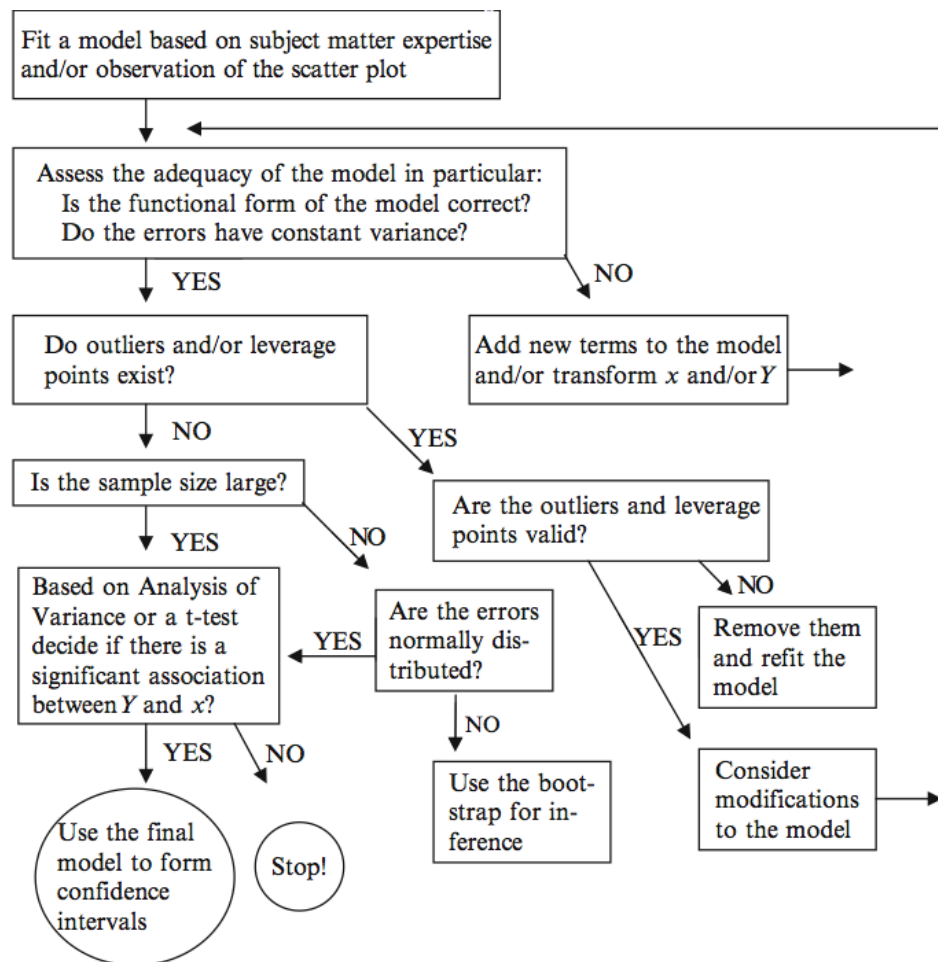 Fit a model based on subject matter expertise
and/or observation of the scatter plot
Assess the adequacy of the model in particular:
Is the functional form of the model correct?
Do the errors have constant variance?
YES
NO
Do outliers and/or leverage
points exist?
Add new terms to the model
and/or transform x and/or Y
NO
YES
Is the sample size large?
Are the outliers and leverage
points valid?
YES
NO
Based on Analysis of
Variance or a t-test
decide if there is a
significant association
between Y and x?
YES
Are the errors
normally dis-
tributed?
YES
NO
Remove them
and refit the
model
YES
NO
NO
Use the final
model to form
confidence
intervals
Stop!
Use the boot-
strap for in-
ference
Consider
modifications
to the model